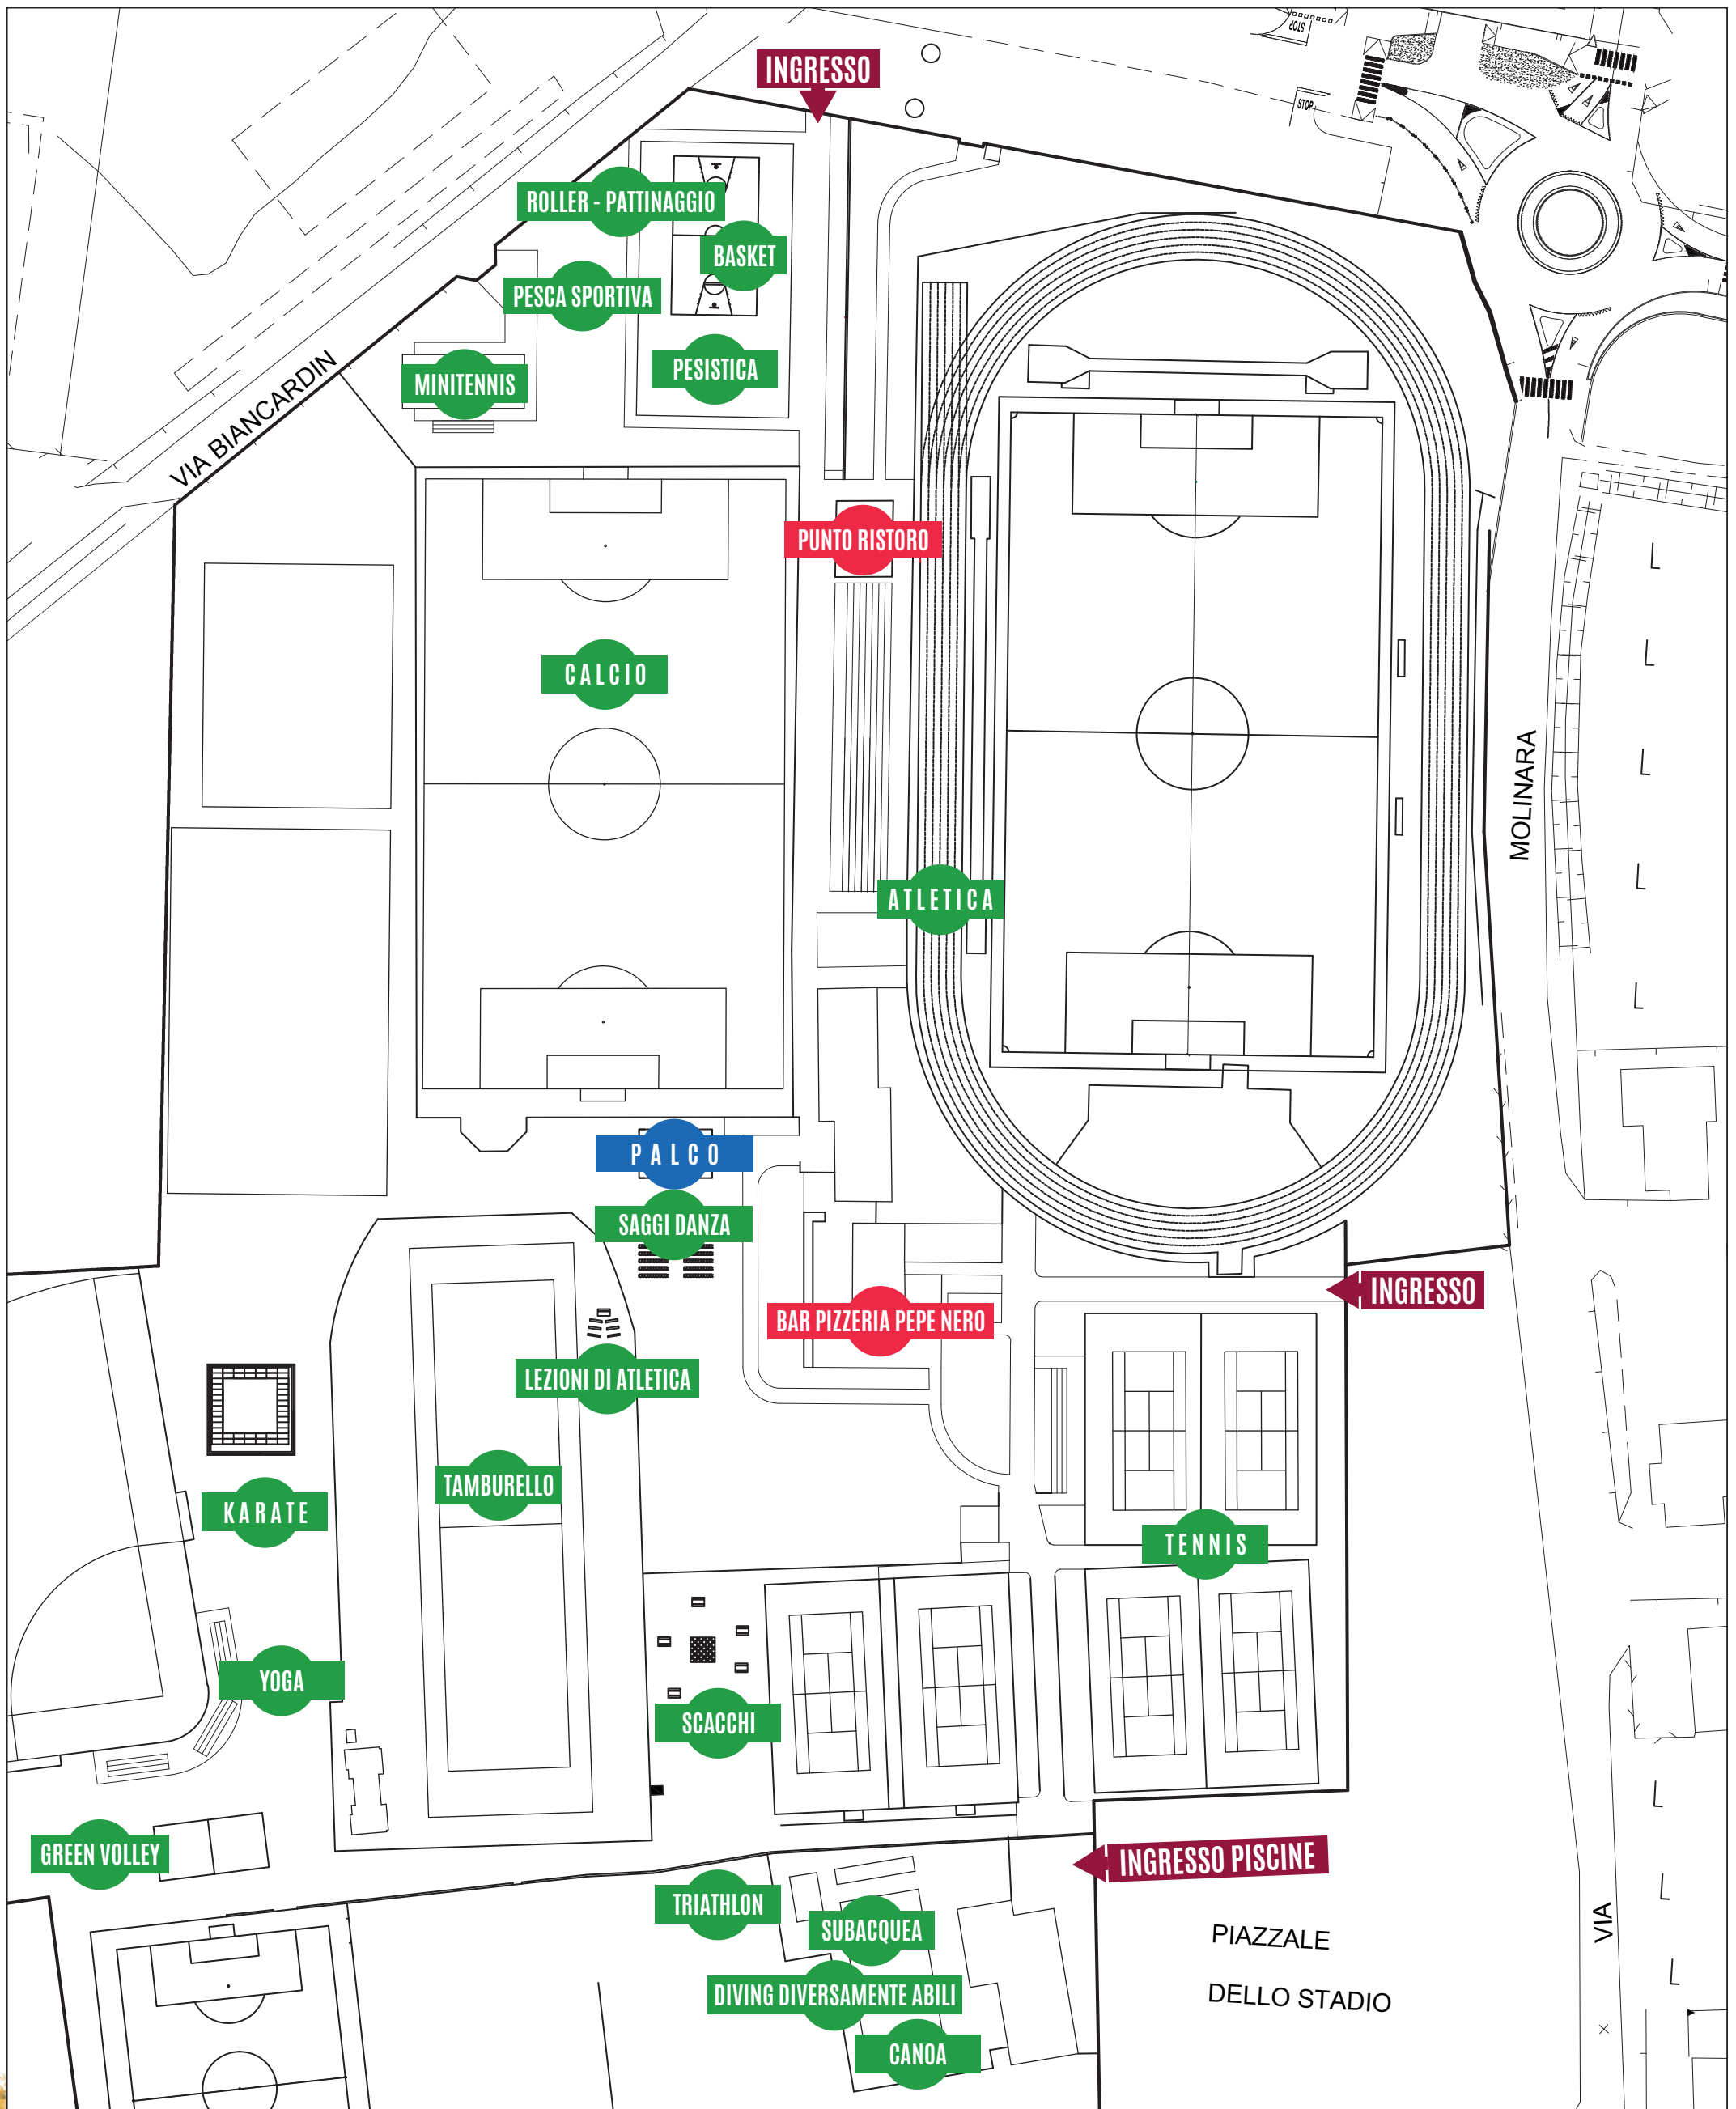 STOP
INGRESSO
STOP
ROLLER - PATTINAGGIO
BASKET
PESCA SPORTIVA
PESISTICA
MINITENNIS
VIA BIANCARDIN
PUNTO RISTORO
CALCIO
MOLINARA
ATLETICA
PALCO
SAGGI DANZA
INGRESSO
BAR PIZZERIA PEPE NERO
LEZIONI DI ATLETICA
TAMBURELLO
KARATE
TENNIS
YOGA
SCACCHI
GREEN VOLLEY
INGRESSO PISCINE
TRIATHLON
SUBACQUEA
VIA
PIAZZALE
DELLO STADIO
DIVING DIVERSAMENTE ABILI
CANOA